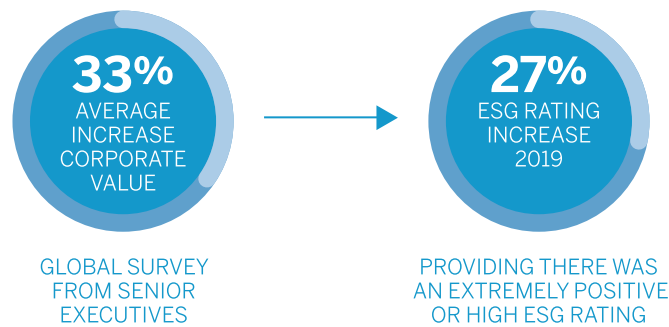 33%
AVERAGE
INCREASE
CORPORATE
VALUE
GLOBAL SURVEY
FROM SENIOR
EXECUTIVES
27%
ESG RATING
INCREASE
2019
PROVIDING THERE WAS
AN EXTREMELY POSITIVE
OR HIGH ESG RATING